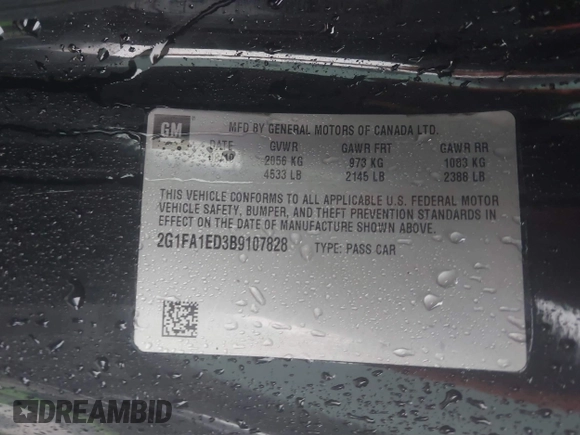 GM
MFD BY GENERAL MOTORS OF CANADA LTD.
DATE GVWR GAWR FRT GAWR RR
2056 KG 973 KG 1083 KG
4533 LB 2145 LB 2388 LB
THIS VEHICLE CONFORMS TO ALL APPLICABLE U.S. FEDERAL MOTOR
VEHICLE SAFETY, BUMPER, AND THEFT PREVENTION STANDARDS IN
EFFECT ON THE DATE OF MANUFACTURE SHOWN ABOVE.
2G1FA1ED3B9107828 TYPE: PASS CAR
DREAMBID